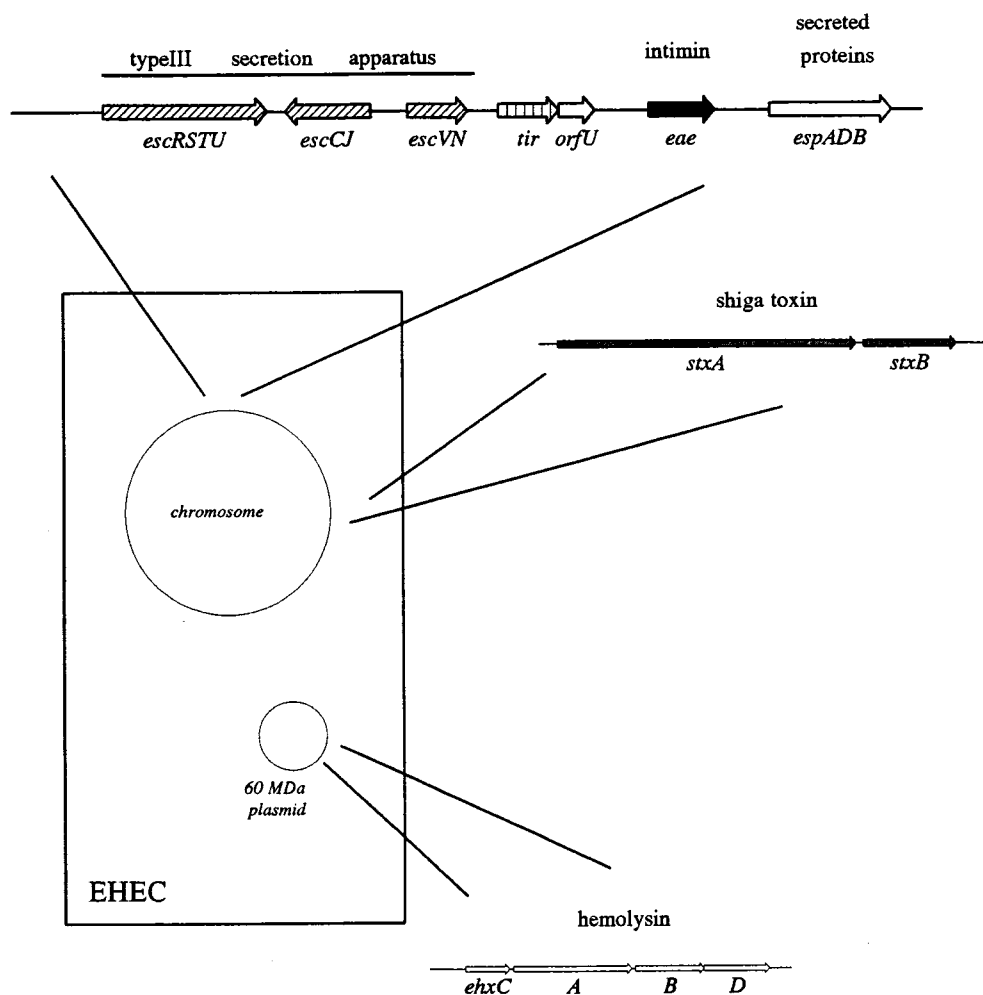 typeIII secretion apparatus
intimin
secreted
proteins
escRSTU escCJ escVN tir orfU eae espADB
shiga toxin
stxA stxB
chromosome
60 MDa
plasmid
EHEC
hemolysin
ehxC A B D